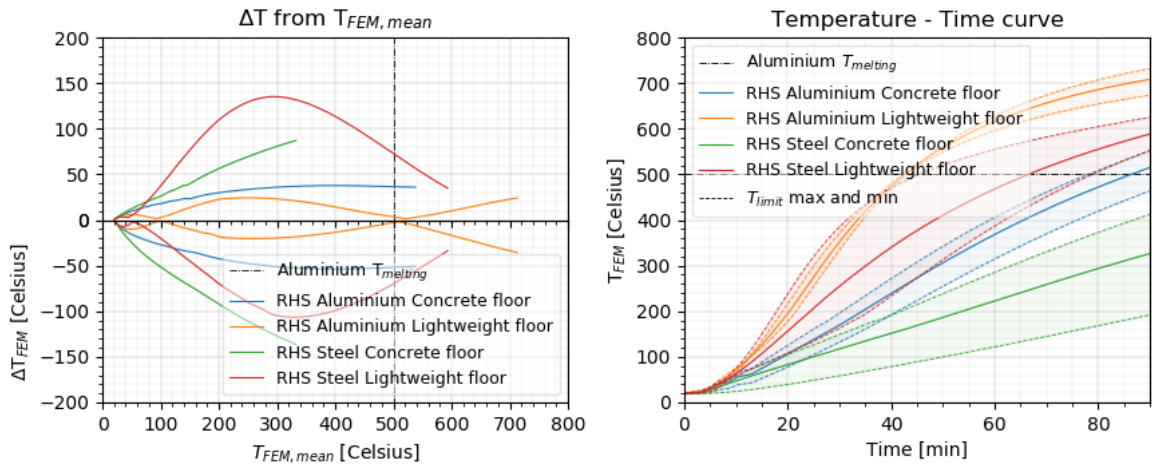 ΔT from T_FEM, mean
200
150
100
50
0
−50
−100
−150
−200
ΔT_FEM [Celsius]
Aluminium T_melting
RHS Aluminium Concrete floor
RHS Aluminium Lightweight floor
RHS Steel Concrete floor
RHS Steel Lightweight floor
0 100 200 300 400 500 600 700 800
T_FEM, mean [Celsius]
Temperature - Time curve
800
700
600
500
400
300
200
100
0
T_FEM [Celsius]
Aluminium T_melting
RHS Aluminium Concrete floor
RHS Aluminium Lightweight floor
RHS Steel Concrete floor
RHS Steel Lightweight floor
T_limit max and min
0 20 40 60 80
Time [min]